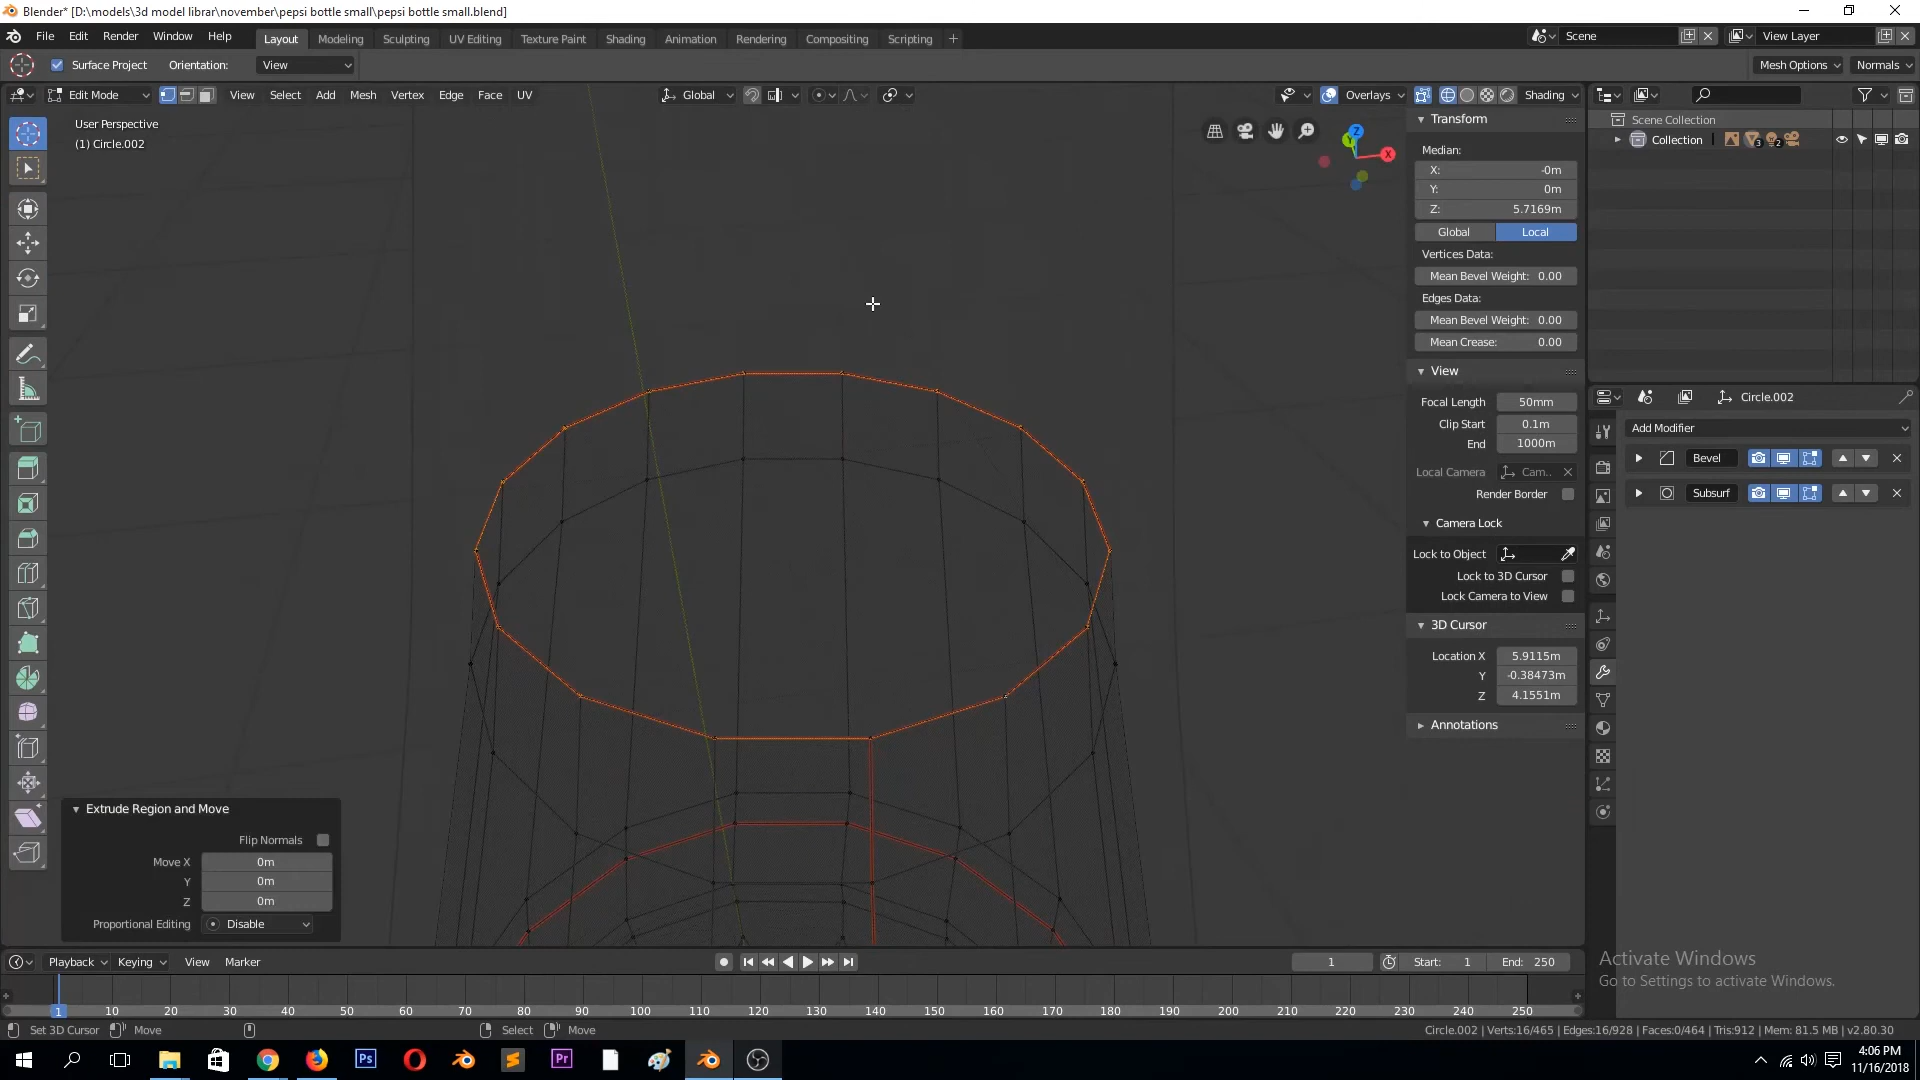 Blender* [D:\models\3d model librar\november\pepsi bottle small\pepsi bottle small.blend]
File Edit Render Window Help Layout Modeling Sculpting UV Editing Texture Paint Shading Animation Rendering Compositing Scripting + Scene View Layer
Surface Project Orientation: View Mesh Options Normals
Edit Mode View Select Add Mesh Vertex Edge Face UV Global Overlays Shading
User Perspective
(1) Circle.002
Z
Y
X
Transform
Median:
X: -0m
Y: 0m
Z: 5.7169m
Global Local
Vertices Data:
Mean Bevel Weight: 0.00
Edges Data:
Mean Bevel Weight: 0.00
Mean Crease: 0.00
View
Focal Length 50mm
Clip Start 0.1m
End 1000m
Local Camera Cam..
Render Border
Camera Lock
Lock to Object
Lock to 3D Cursor
Lock Camera to View
3D Cursor
Location X 5.9115m
Y -0.38473m
Z 4.1551m
Annotations
Scene Collection
Collection 3 2
Circle.002
Add Modifier
Bevel
Subsurf
Extrude Region and Move
Flip Normals
Move X 0m
Y 0m
Z 0m
Proportional Editing Disable
Activate Windows
Go to Settings to activate Windows.
Playback Keying View Marker 1 Start: 1 End: 250
1 10 20 30 40 50 60 70 80 90 100 110 120 130 140 150 160 170 180 190 200 210 220 230 240 250
Set 3D Cursor Move Select Move Circle.002 | Verts:16/465 | Edges:16/928 | Faces:0/464 | Tris:912 | Mem: 81.5 MB | v2.80.30
Ps Pr
4:06 PM
11/16/2018